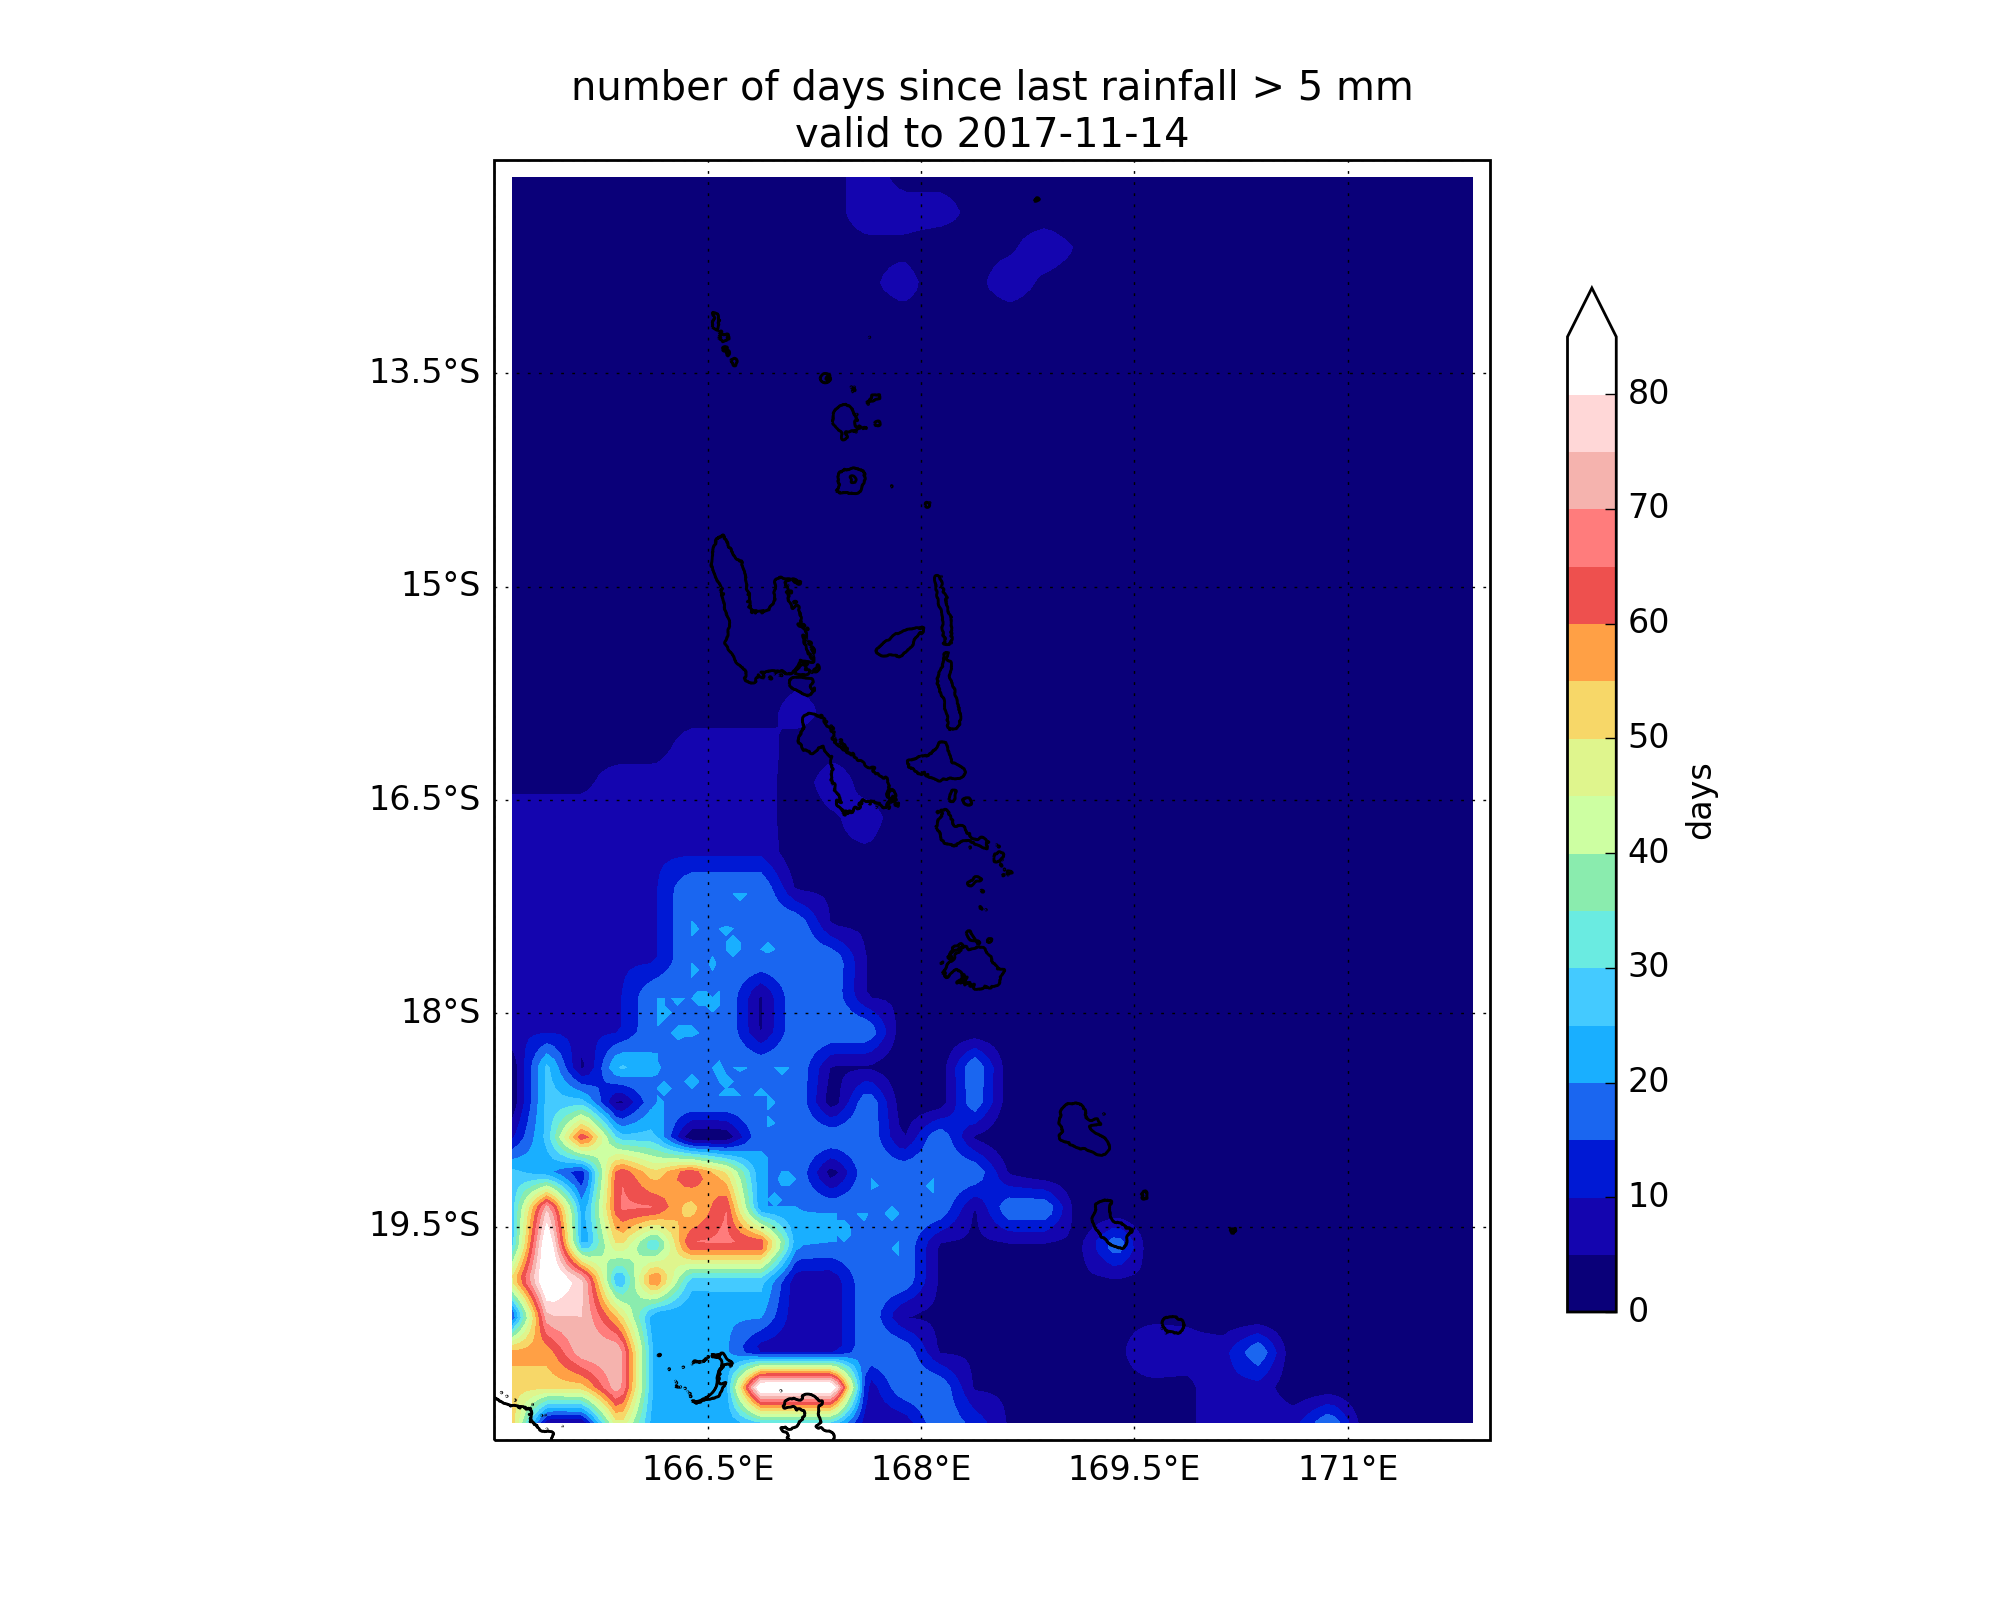 number of days since last rainfall > 5 mm
valid to 2017-11-14
13.5°S
15°S
16.5°S
18°S
19.5°S
166.5°E
168°E
169.5°E
171°E
80
70
60
50
40
30
20
10
0
days